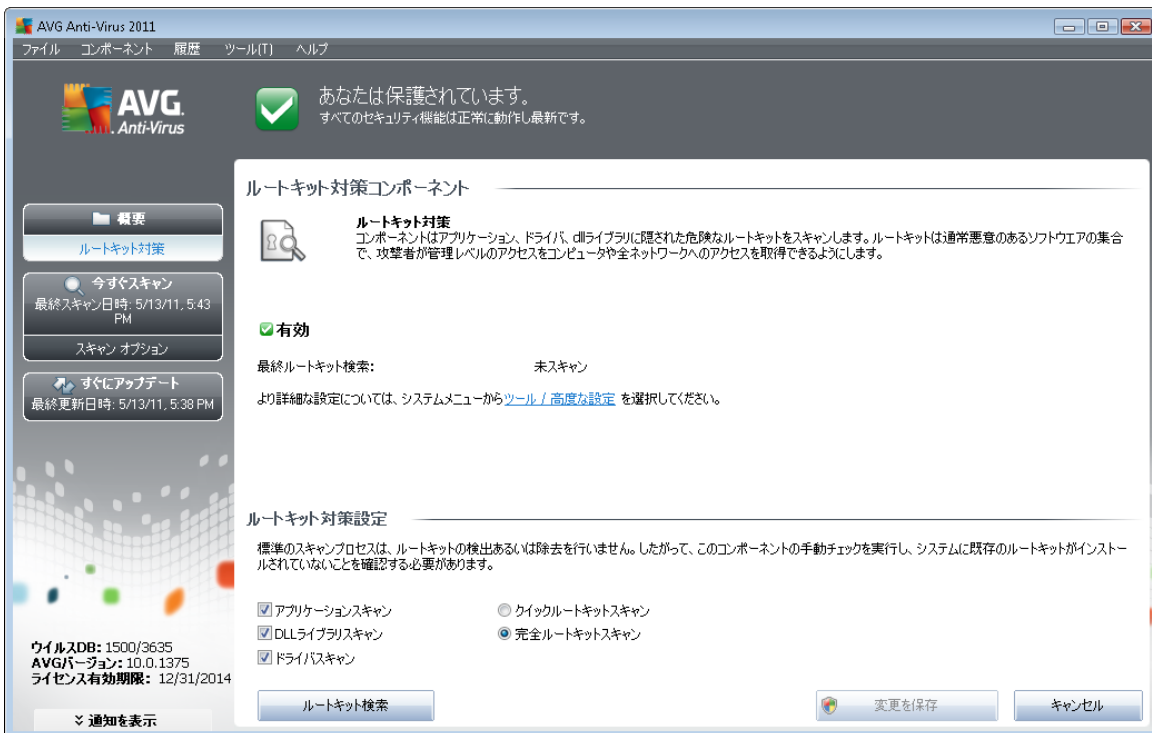 AVG Anti-Virus 2011
ファイル コンポーネント 履歴 ツール(T) ヘルプ
AVG.
Anti-Virus
あなたは保護されています。
すべてのセキュリティ機能は正常に動作し最新です。
概要
ルートキット対策
今すぐスキャン
最終スキャン日時: 5/13/11, 5:43
PM
スキャン オプション
すぐにアップデート
最終更新日時: 5/13/11, 5:38 PM
ウイルスDB: 1500/3635
AVGバージョン: 10.0.1375
ライセンス有効期限: 12/31/2014
通知を表示
ルートキット対策コンポーネント
ルートキット対策
コンポーネントはアプリケーション、ドライバ、dllライブラリに隠された危険なルートキットをスキャンします。ルートキットは通常悪意のあるソフトウエアの集合
で、攻撃者が管理レベルのアクセスをコンピュータや全ネットワークへのアクセスを取得できるようにします。
有効
最終ルートキット検索: 未スキャン
より詳細な設定については、システムメニューからツール / 高度な設定 を選択してください。
ルートキット対策設定
標準のスキャンプロセスは、ルートキットの検出あるいは除去を行いません。したがって、このコンポーネントの手動チェックを実行し、システムに既存のルートキットがインストー
ルされていないことを確認する必要があります。
アプリケーションスキャン クイックルートキットスキャン
DLLライブラリスキャン 完全ルートキットスキャン
ドライバスキャン
ルートキット検索 変更を保存 キャンセル